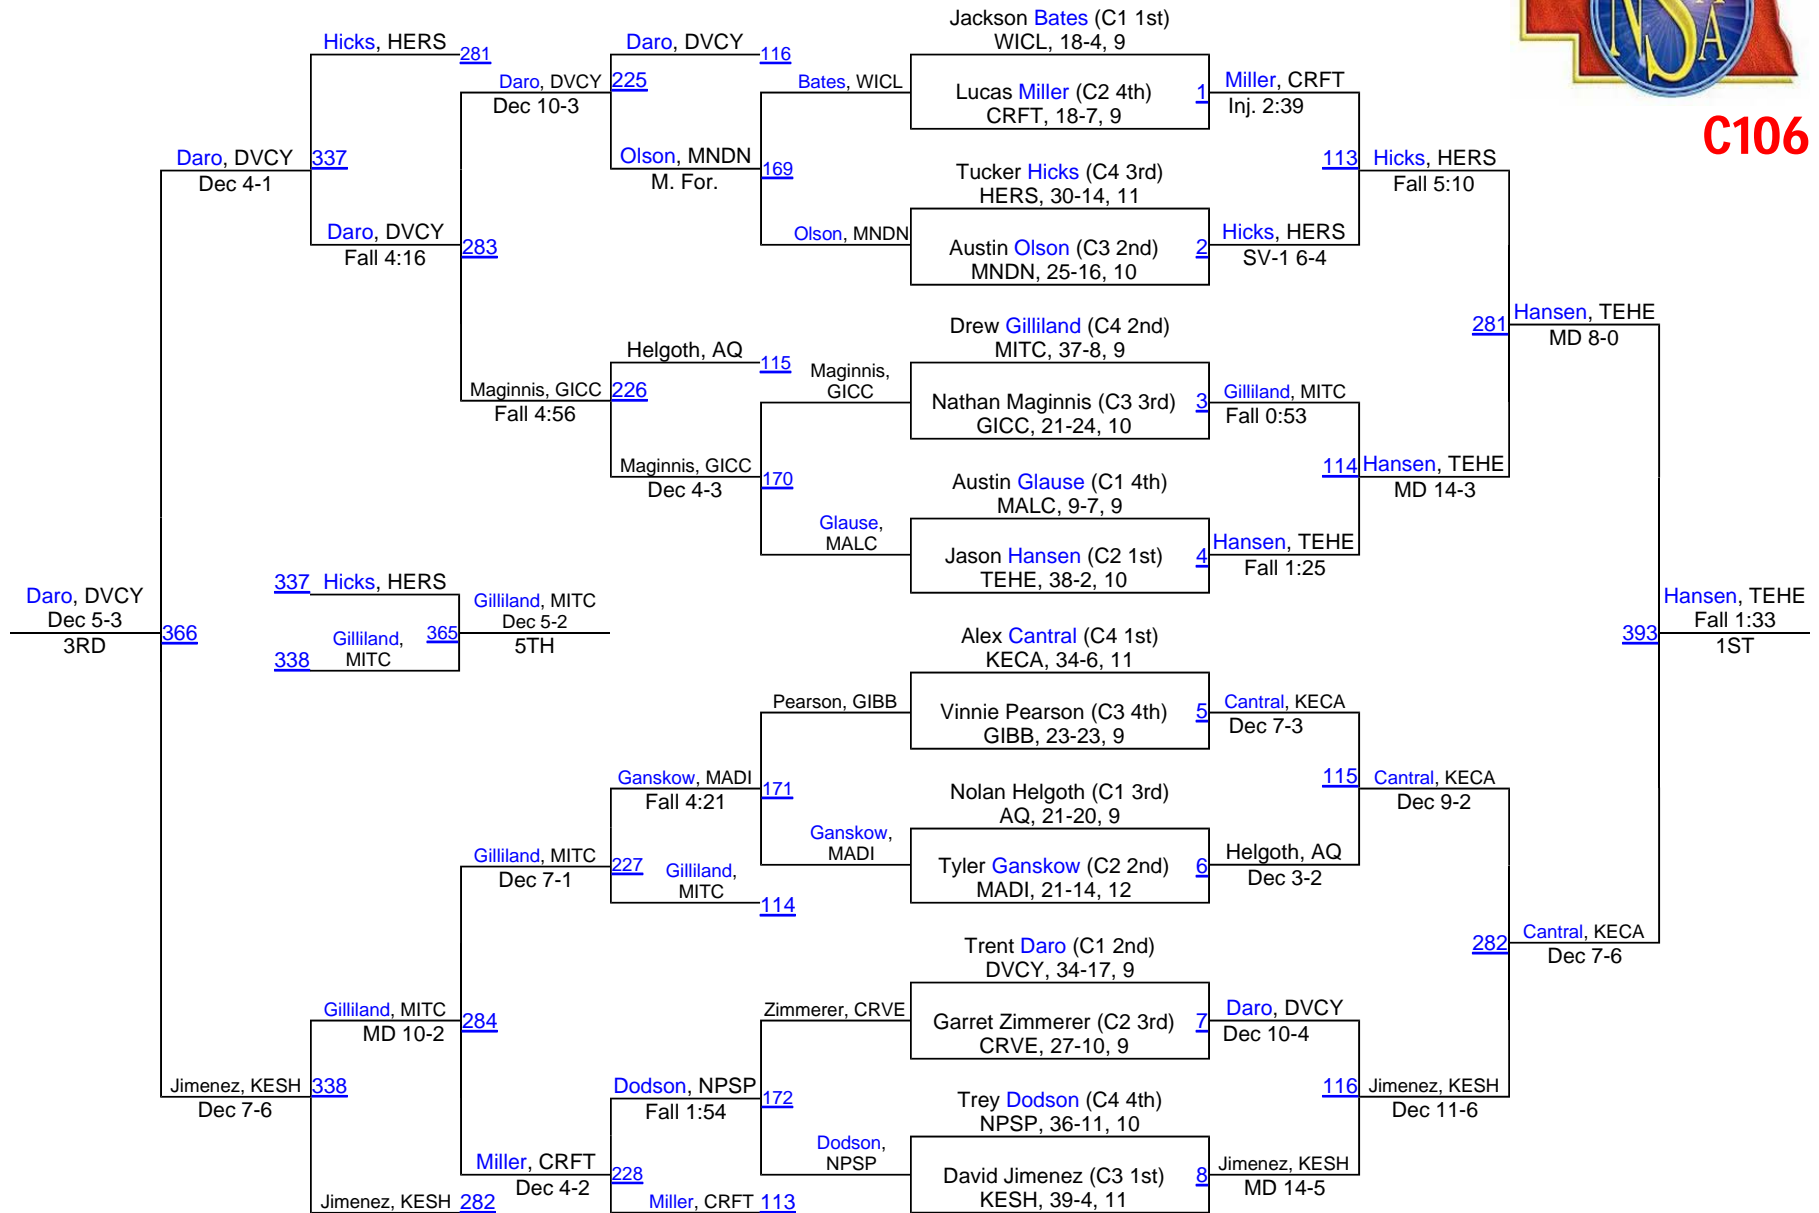 Jackson Bates (C1 1st)
WICL, 18-4, 9
Lucas Miller (C2 4th)
CRFT, 18-7, 9
1
Tucker Hicks (C4 3rd)
HERS, 30-14, 11
Austin Olson (C3 2nd)
MNDN, 25-16, 10
2
Drew Gilliland (C4 2nd)
MITC, 37-8, 9
Nathan Maginnis (C3 3rd)
GICC, 21-24, 10
3
Austin Glause (C1 4th)
MALC, 9-7, 9
Jason Hansen (C2 1st)
TEHE, 38-2, 10
4
Alex Cantral (C4 1st)
KECA, 34-6, 11
Vinnie Pearson (C3 4th)
GIBB, 23-23, 9
5
Nolan Helgoth (C1 3rd)
AQ, 21-20, 9
Tyler Ganskow (C2 2nd)
MADI, 21-14, 12
6
Trent Daro (C1 2nd)
DVCY, 34-17, 9
Garret Zimmerer (C2 3rd)
CRVE, 27-10, 9
7
Trey Dodson (C4 4th)
NPSP, 36-11, 10
David Jimenez (C3 1st)
KESH, 39-4, 11
8
Miller, CRFT
Inj. 2:39
113
Hicks, HERS
SV-1 6-4
Gilliland, MITC
Fall 0:53
114
Hansen, TEHE
Fall 1:25
Cantral, KECA
Dec 7-3
115
Helgoth, AQ
Dec 3-2
Daro, DVCY
Dec 10-4
116
Jimenez, KESH
MD 14-5
Hicks, HERS
Fall 5:10
281
Hansen, TEHE
MD 14-3
Cantral, KECA
Dec 9-2
282
Jimenez, KESH
Dec 11-6
Hansen, TEHE
MD 8-0
393
Cantral, KECA
Dec 7-6
Hansen, TEHE
Fall 1:33
1ST
NSAA
C106
Bates, WICL
169
Olson, MNDN
Maginnis,
GICC
170
Glause,
MALC
Pearson, GIBB
171
Ganskow,
MADI
Zimmerer, CRVE
172
Dodson,
NPSP
Daro, DVCY
116
225
Olson, MNDN
M. For.
Helgoth, AQ
115
226
Maginnis, GICC
Dec 4-3
Ganskow, MADI
Fall 4:21
227
Gilliland,
MITC
114
Dodson, NPSP
Fall 1:54
228
Miller, CRFT
113
Daro, DVCY
Dec 10-3
283
Maginnis, GICC
Fall 4:56
Gilliland, MITC
Dec 7-1
284
Miller, CRFT
Dec 4-2
Hicks, HERS
281
337
Daro, DVCY
Fall 4:16
Gilliland, MITC
MD 10-2
338
Jimenez, KESH
282
Daro, DVCY
Dec 4-1
366
Jimenez, KESH
Dec 7-6
Daro, DVCY
Dec 5-3
3RD
337
Hicks, HERS
365
338
Gilliland,
MITC
Gilliland, MITC
Dec 5-2
5TH